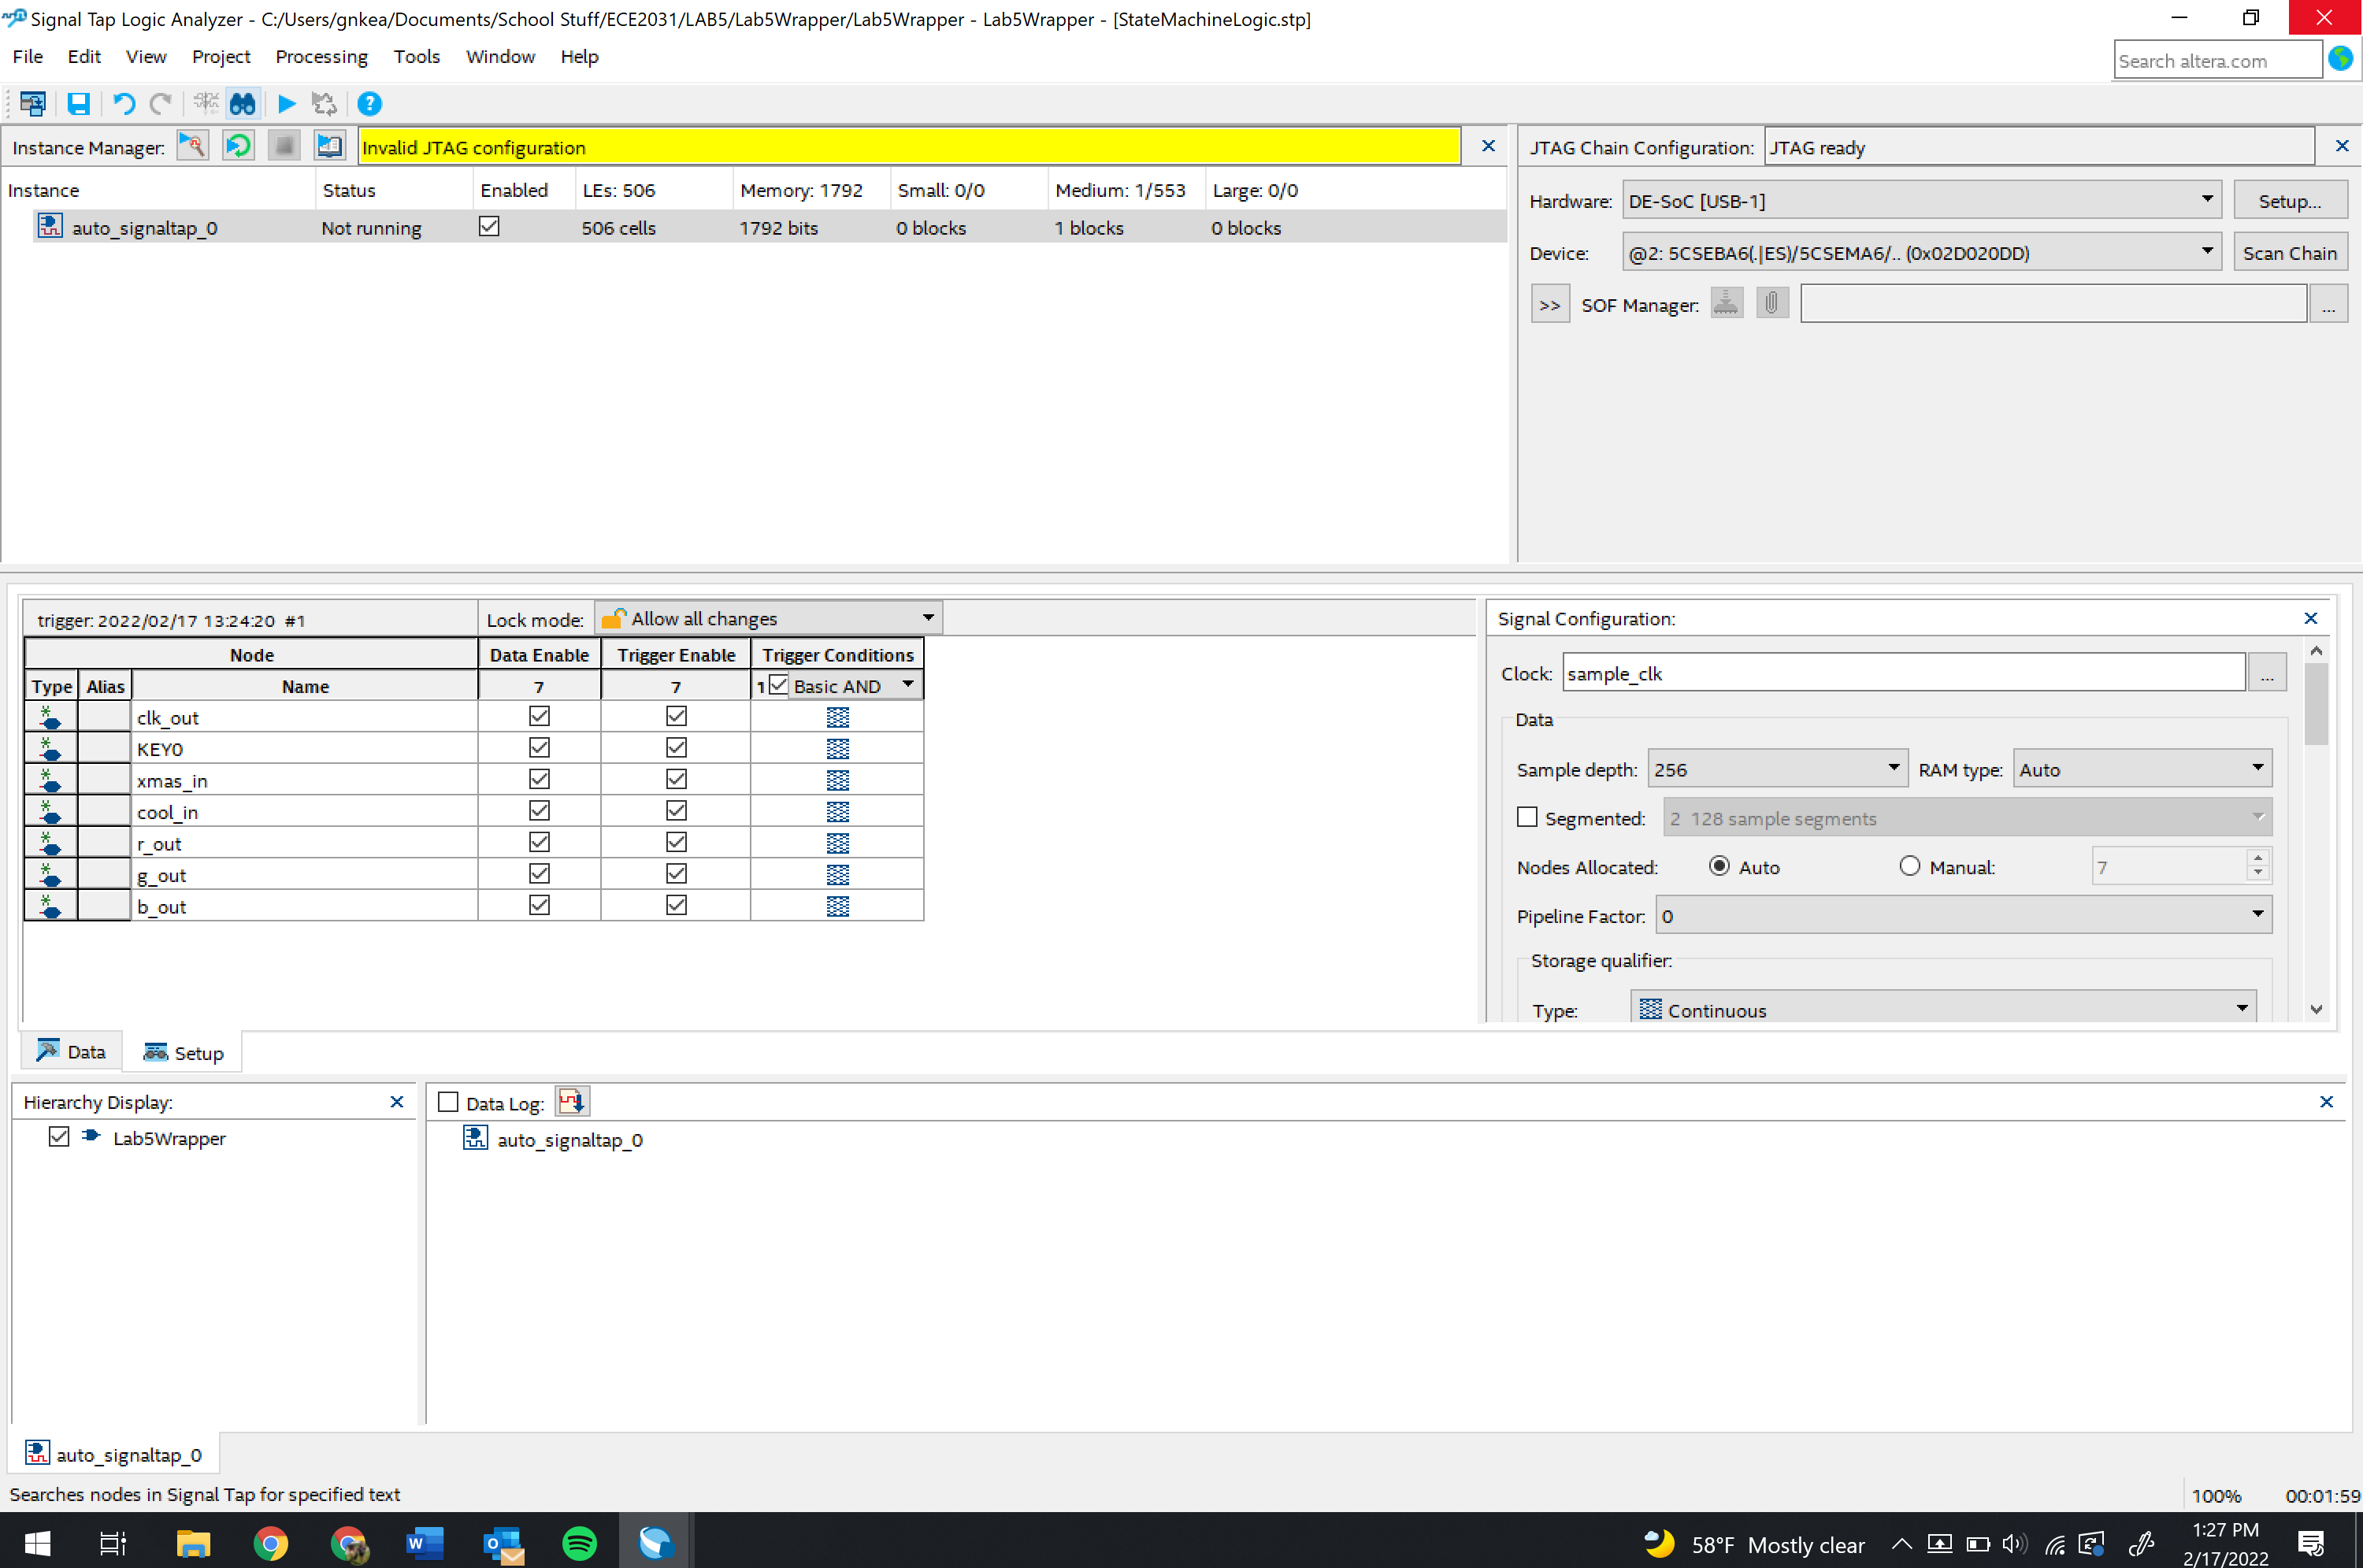 Signal Tap Logic Analyzer - C:/Users/gnkea/Documents/School Stuff/ECE2031/LAB5/Lab5Wrapper/Lab5Wrapper - Lab5Wrapper - [StateMachineLogic.stp]
File Edit View Project Processing Tools Window Help
Search altera.com
Instance Manager: Invalid JTAG configuration
Instance Status Enabled LEs: 506 Memory: 1792 Small: 0/0 Medium: 1/553 Large: 0/0
auto_signaltap_0 Not running 506 cells 1792 bits 0 blocks 1 blocks 0 blocks
JTAG Chain Configuration: JTAG ready
Hardware: DE-SoC [USB-1] Setup...
Device: @2: 5CSEBA6(.|ES)/5CSEMA6/.. (0x02D020DD) Scan Chain
>> SOF Manager: ...
trigger: 2022/02/17 13:24:20 #1 Lock mode: Allow all changes
Node Data Enable Trigger Enable Trigger Conditions
Type Alias Name 7 7 1 Basic AND
clk_out
KEY0
xmas_in
cool_in
r_out
g_out
b_out
Signal Configuration:
Clock: sample_clk ...
Data
Sample depth: 256 RAM type: Auto
Segmented: 2 128 sample segments
Nodes Allocated: Auto Manual: 7
Pipeline Factor: 0
Storage qualifier:
Type: Continuous
Data Setup
Hierarchy Display:
Lab5Wrapper
Data Log:
auto_signaltap_0
auto_signaltap_0
Searches nodes in Signal Tap for specified text
100% 00:01:59
58°F Mostly clear
1:27 PM
2/17/2022